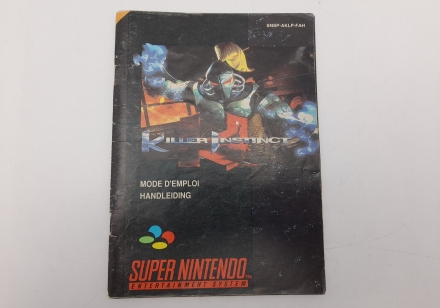 SNSP-AKLP-FAH
KILLER INSTINCT
MODE D'EMPLOI
HANDLEIDING
SUPER NINTENDO
ENTERTAINMENT SYSTEM